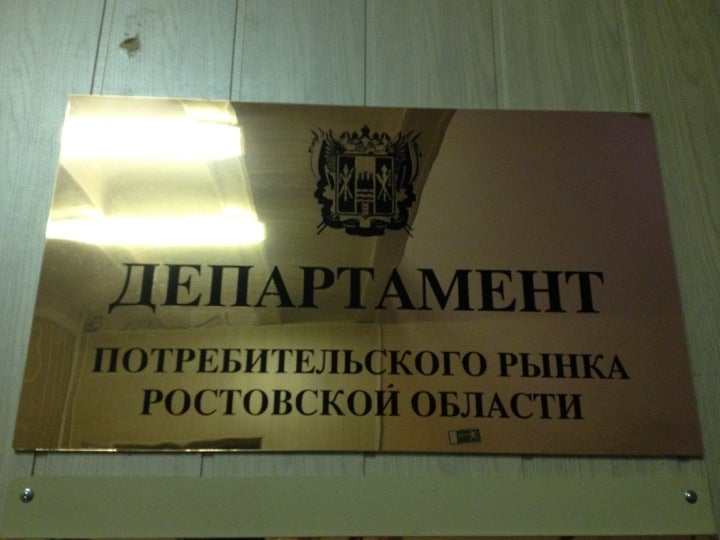 ДЕПАРТАМЕНТ
ПОТРЕБИТЕЛЬСКОГО РЫНКА
РОСТОВСКОЙ ОБЛАСТИ